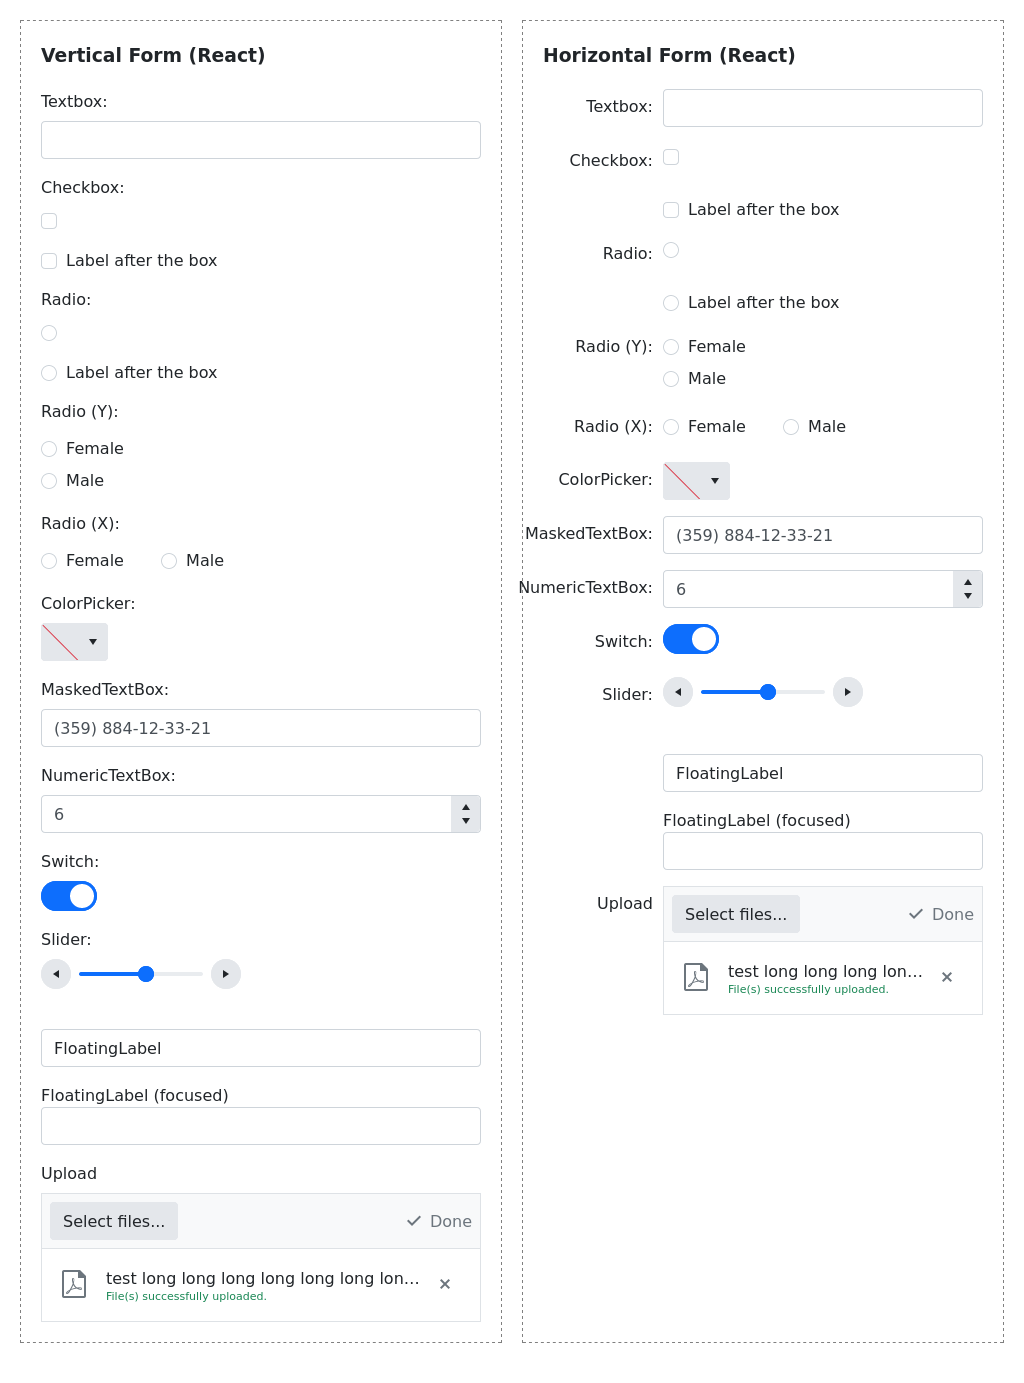 Vertical Form (React)
Textbox:
Checkbox:
Label after the box
Radio:
Label after the box
Radio (Y):
Female
Male
Radio (X):
Female Male
ColorPicker:
MaskedTextBox:
(359) 884-12-33-21
NumericTextBox:
6
Switch:
Slider:
FloatingLabel
FloatingLabel (focused)
Upload
Select files... Done
test long long long long long long lon...
File(s) successfully uploaded.
Horizontal Form (React)
Textbox:
Checkbox:
Label after the box
Radio:
Label after the box
Radio (Y): Female
Male
Radio (X): Female Male
ColorPicker:
MaskedTextBox: (359) 884-12-33-21
NumericTextBox: 6
Switch:
Slider:
FloatingLabel
FloatingLabel (focused)
Upload Select files... Done
test long long long lon...
File(s) successfully uploaded.